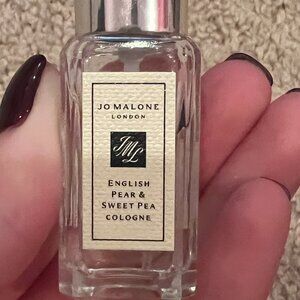 JO MALONE
LONDON
JML
ENGLISH
PEAR &
SWEET PEA
COLOGNE